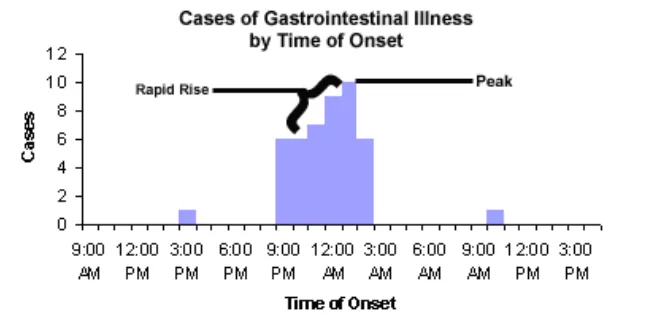 Cases of Gastrointestinal Illness
by Time of Onset
12
10
8
6
4
2
0
Cases
Rapid Rise
Peak
9:00 12:00 3:00 6:00 9:00 12:00 3:00 6:00 9:00 12:00 3:00
AM PM PM PM PM AM AM AM AM PM PM
Time of Onset